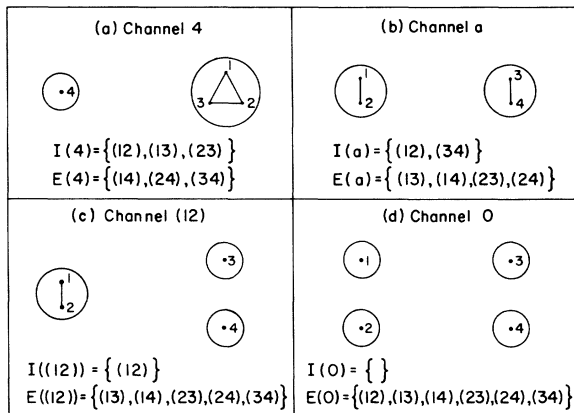 (a) Channel 4
4
1
3
2
I(4)={(12),(13),(23)}
E(4)={(14),(24),(34)}
(b) Channel a
1
2
3
4
I(a)={(12),(34)}
E(a)={(13),(14),(23),(24)}
(c) Channel (12)
1
2
3
4
I((12))={(12)}
E((12))={(13),(14),(23),(24),(34)}
(d) Channel 0
1
3
2
4
I(0)={ }
E(0)={(12),(13),(14),(23),(24),(34)}